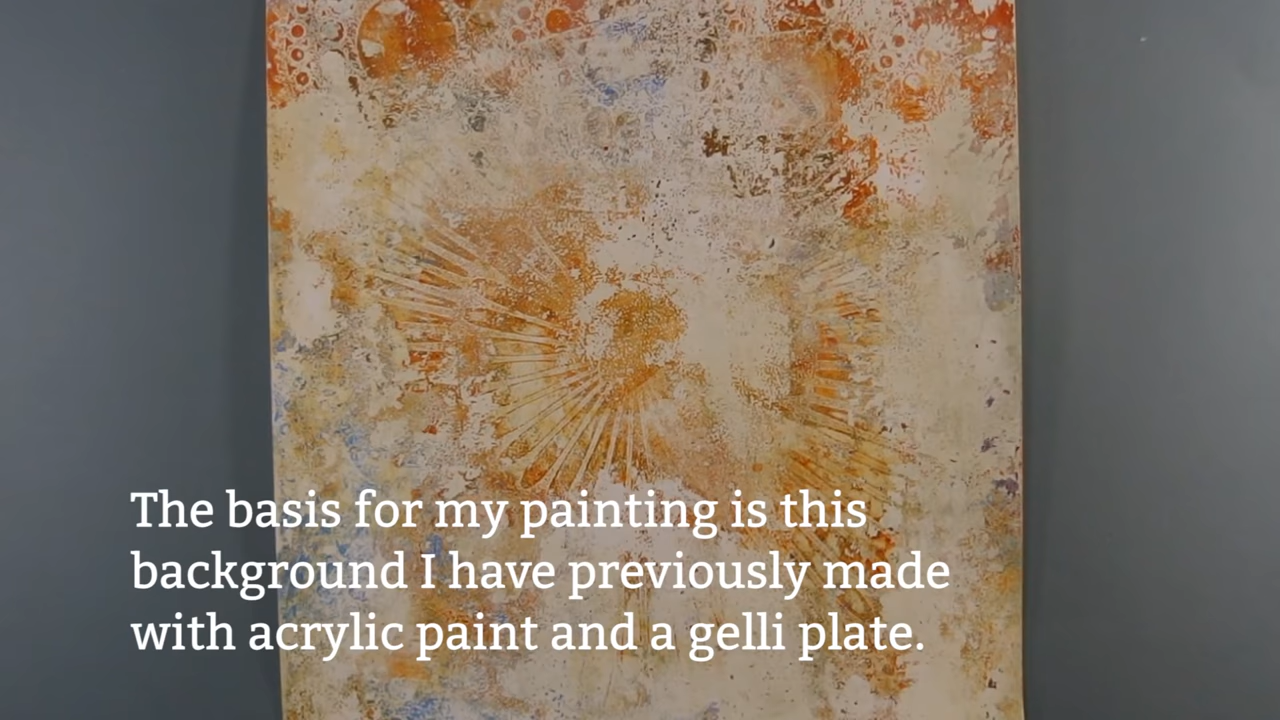 The basis for my painting is this
background I have previously made
with acrylic paint and a gelli plate.